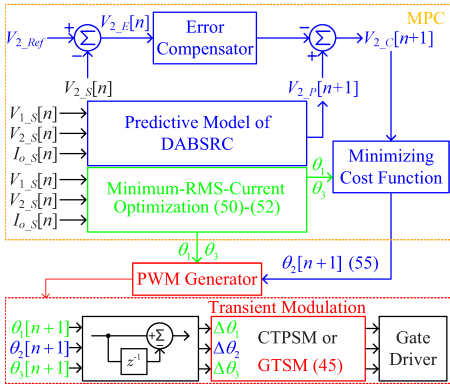 MPC
V2_Ref
+
Σ
−
V2_E[n]
Error
Compensator
−
Σ
+
V2_C[n+1]
V2_S[n]
V2_P[n+1]
V1_S[n]
V2_S[n]
Io_S[n]
Predictive Model of
DABSRC
V1_S[n]
V2_S[n]
Io_S[n]
Minimum-RMS-Current
Optimization (50)-(52)
θ1
θ3
Minimizing
Cost Function
θ1 θ3
θ2[n+1] (55)
PWM Generator
Transient Modulation
θ1[n+1]
θ2[n+1]
θ3[n+1]
+
Σ
−
z-1
Δθ1
Δθ2
Δθ3
CTPSM or
GTSM (45)
Gate
Driver